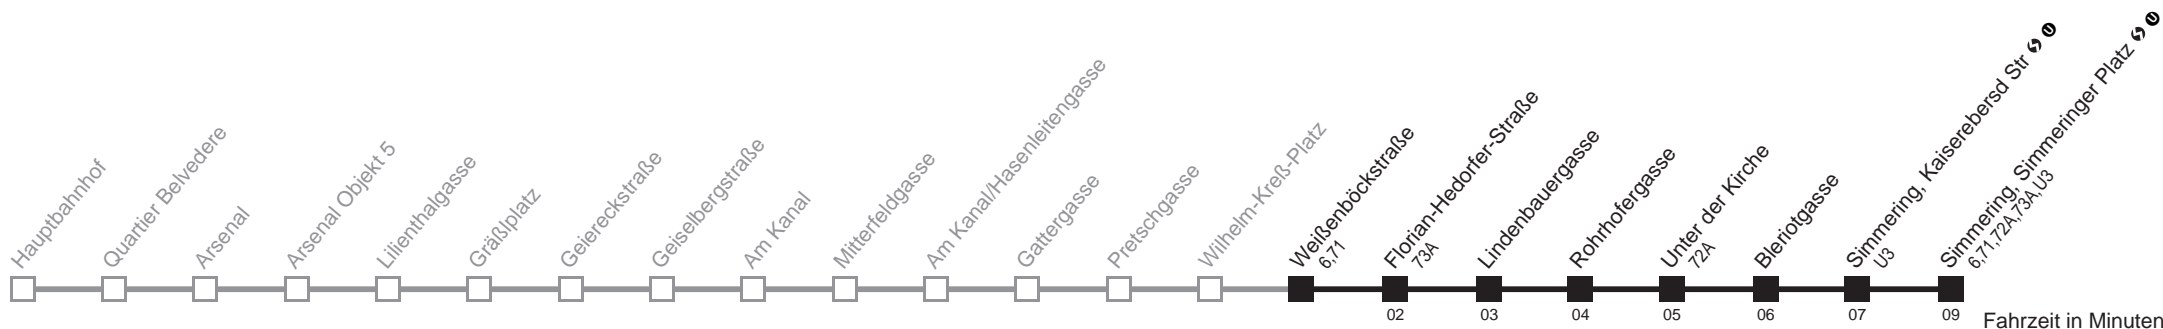 Hauptbahnhof
Quartier Belvedere
Arsenal
Arsenal Objekt 5
Lilienthalgasse
Gräßlplatz
Geiereckstraße
Geiselbergstraße
Am Kanal
Mitterfeldgasse
Am Kanal/Hasenleitengasse
Gattergasse
Pretschgasse
Wilhelm-Kreß-Platz
Weißenböckstraße
6,71
Florian-Hedorfer-Straße
73A
Lindenbauergasse
Rohrhofergasse
Unter der Kirche
72A
Bleriotgasse
Simmering, Kaiserebersd Str S U
U3
Simmering, Simmeringer Platz S U
6,71,72A,73A,U3
02 03 04 05 06 07 09 Fahrzeit in Minuten